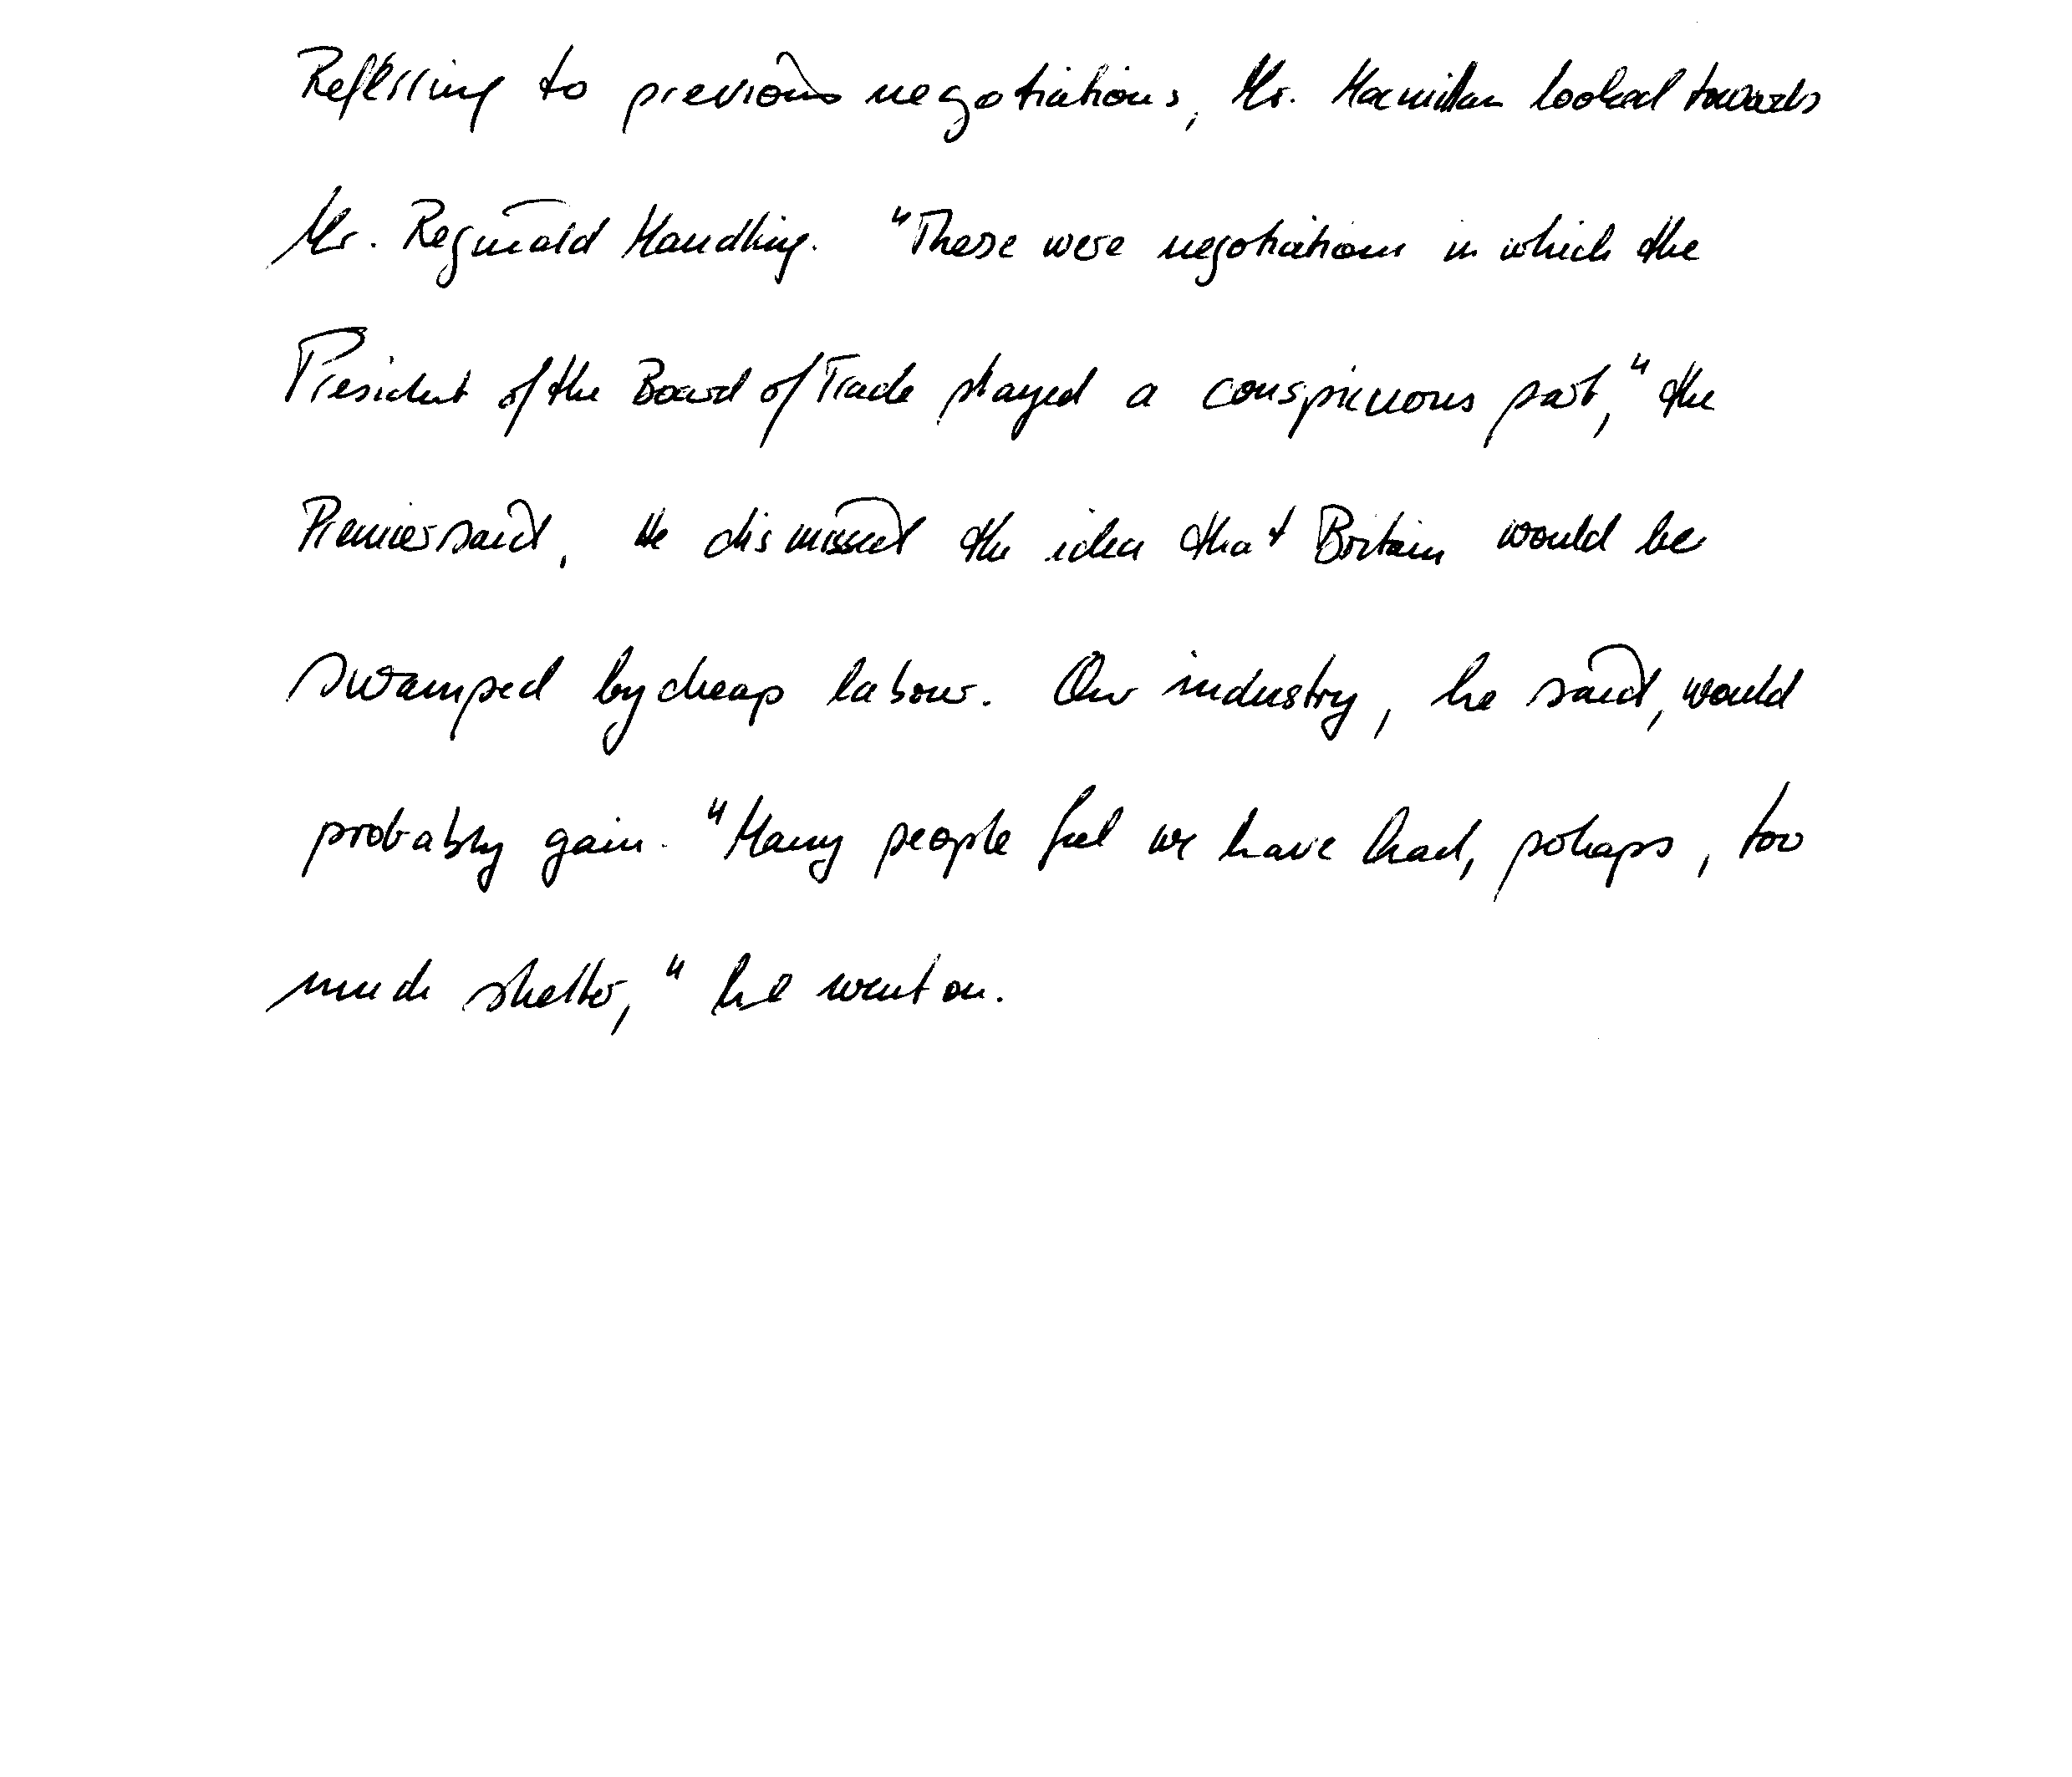 Referring to previous negotiations, Mr. Macmillan looked towards
Mr. Reginald Maudling. "These were negotiations in which the
President of the Board of Trade played a conspicuous part," the
Premier said. He dismissed the idea that Britain would be
swamped by cheap labour. Our industry, he said, would
probably gain. "Many people feel we have had, perhaps, too
much shelter," he went on.